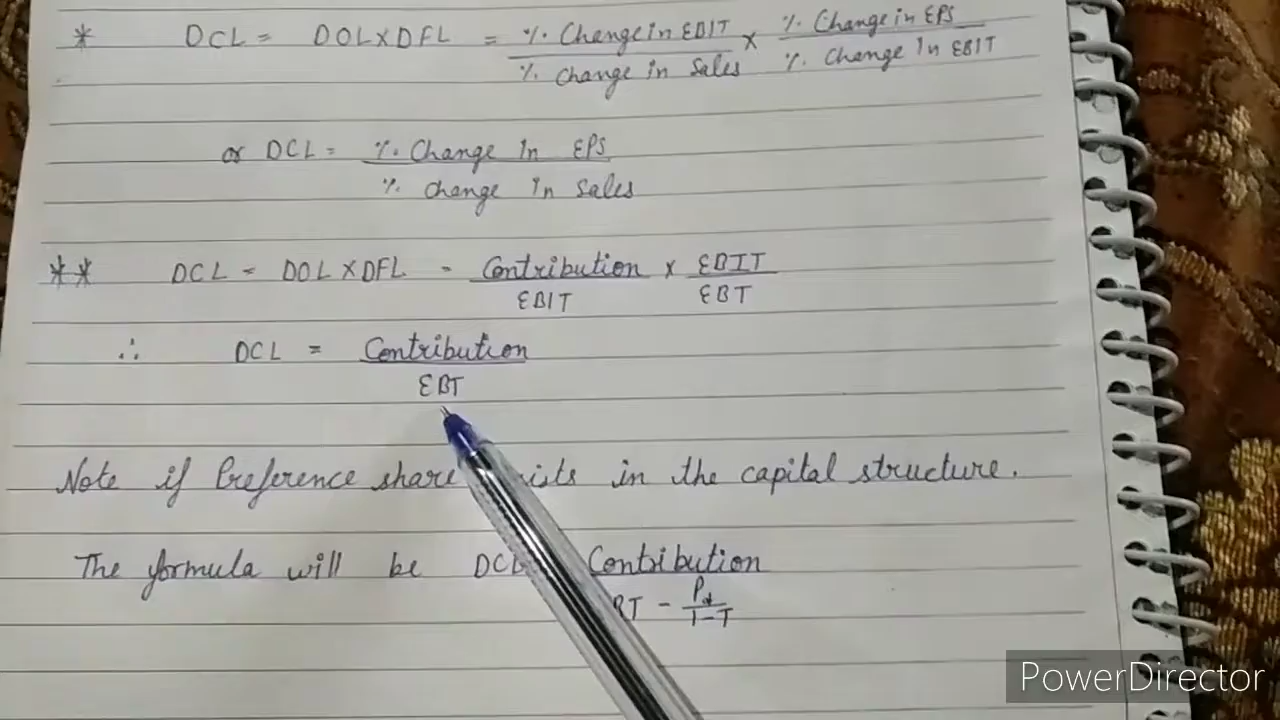 * DCL = DOL X DFL = % Change in EBIT / % Change in Sales X % Change in EPS / % Change In EBIT
or DCL = % Change In EPS / % change In Sales
** DCL = DOL X DFL - Contribution / EBIT X EBIT / EBT
∴ DCL = Contribution / EBT
Note if Preference share in the capital structure.
The formula will be Contribution / - Pd / 1-T
PowerDirector